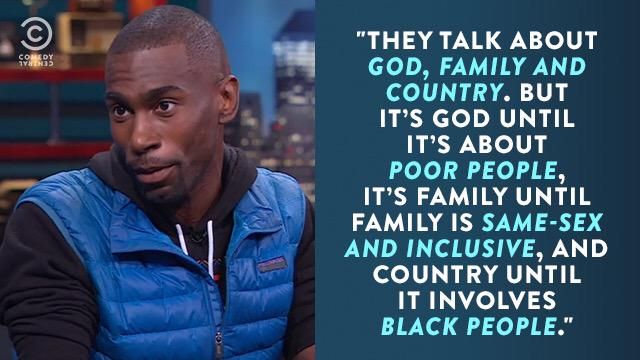 COMEDY
CENTRAL
"THEY TALK ABOUT
GOD, FAMILY AND
COUNTRY. BUT
IT'S GOD UNTIL
IT'S ABOUT
POOR PEOPLE,
IT'S FAMILY UNTIL
FAMILY IS SAME-SEX
AND INCLUSIVE, AND
COUNTRY UNTIL
IT INVOLVES
BLACK PEOPLE."